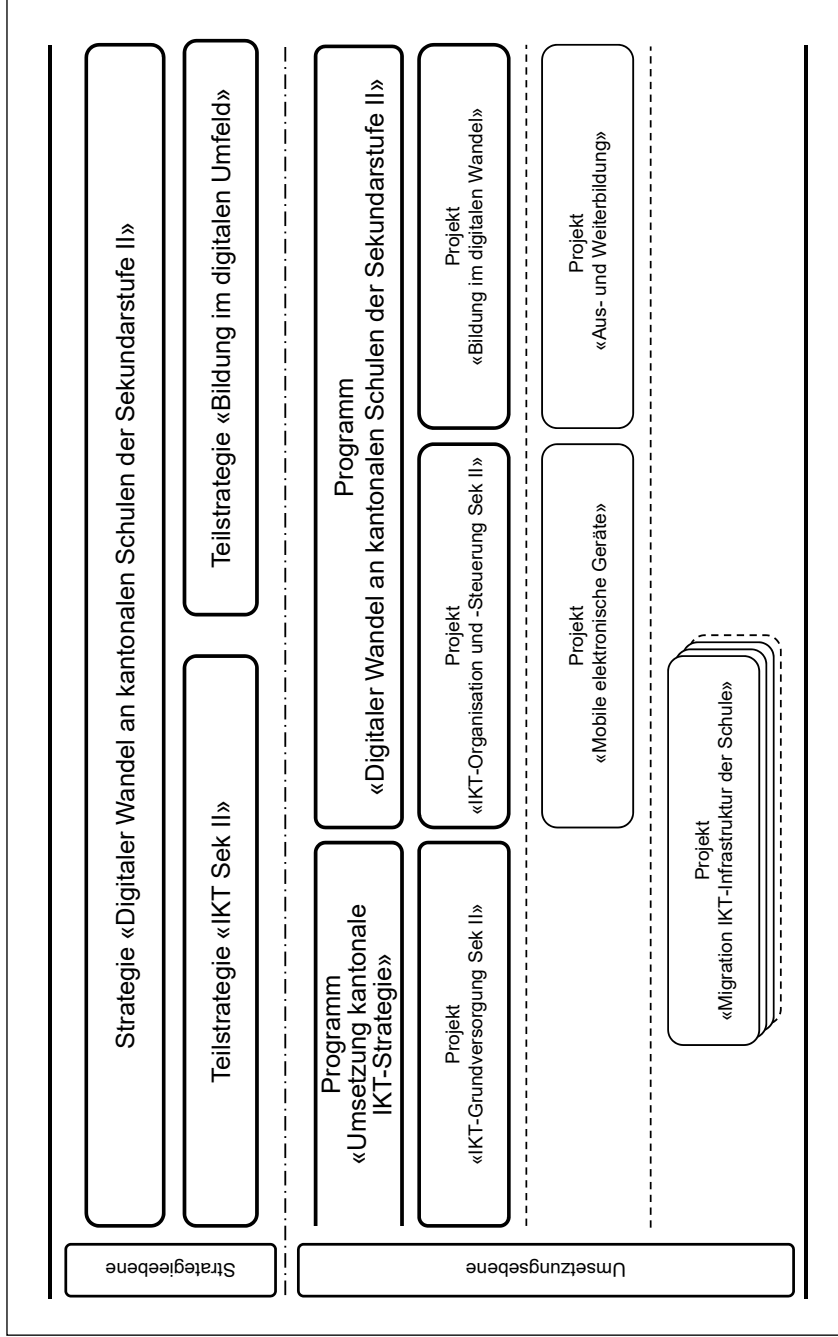 Strategieebene
Strategie «Digitaler Wandel an kantonalen Schulen der Sekundarstufe II»
Teilstrategie «IKT Sek II»
Teilstrategie «Bildung im digitalen Umfeld»
Umsetzungsebene
Programm
«Umsetzung kantonale
IKT-Strategie»
Programm
«Digitaler Wandel an kantonalen Schulen der Sekundarstufe II»
Projekt
«IKT-Grundversorgung Sek II»
Projekt
«IKT-Organisation und -Steuerung Sek II»
Projekt
«Bildung im digitalen Wandel»
Projekt
«Mobile elektronische Geräte»
Projekt
«Aus- und Weiterbildung»
Projekt
«Migration IKT-Infrastruktur der Schule»